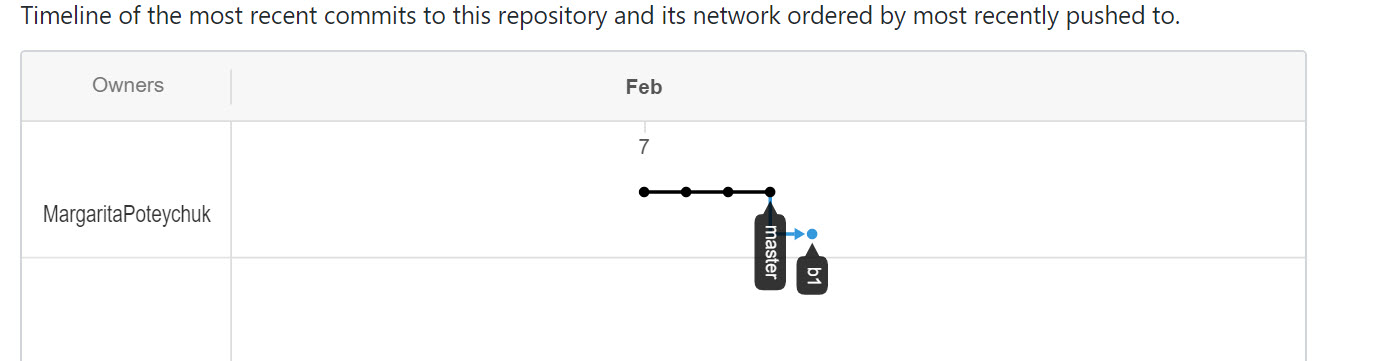 Timeline of the most recent commits to this repository and its network ordered by most recently pushed to.
Owners
Feb
7
MargaritaPoteychuk
master
b1